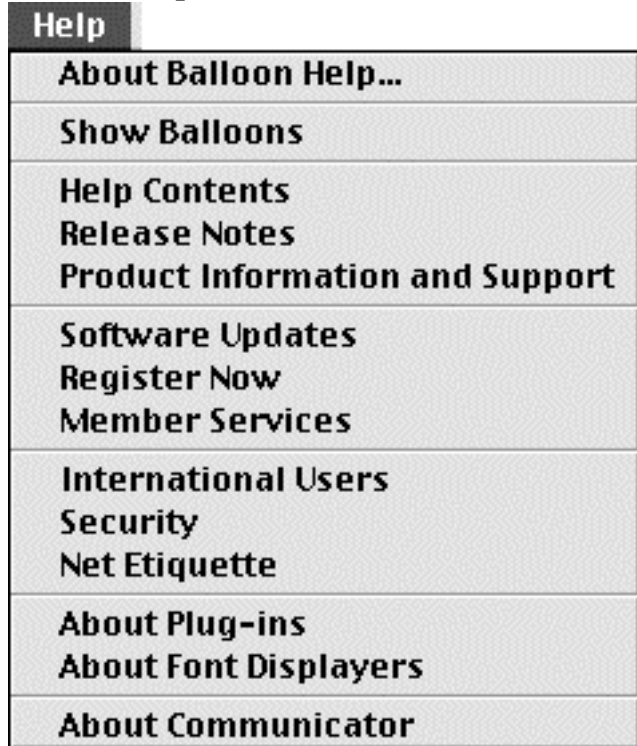 Help
About Balloon Help...
Show Balloons
Help Contents
Release Notes
Product Information and Support
Software Updates
Register Now
Member Services
International Users
Security
Net Etiquette
About Plug-ins
About Font Displayers
About Communicator